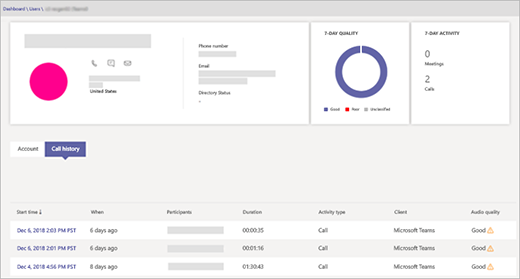 Dashboard \ Users \
7-DAY QUALITY
7-DAY ACTIVITY
Phone number
0
Meetings
Email
2
Calls
United States
Directory Status
-
Good Poor Unclassified
Account Call history
Start time ↓ When Participants Duration Activity type Client Audio quality
Dec 6, 2018 2:03 PM PST 6 days ago 00:00:35 Call Microsoft Teams Good
Dec 6, 2018 2:01 PM PST 6 days ago 00:01:16 Call Microsoft Teams Good
Dec 4, 2018 4:56 PM PST 8 days ago 01:30:43 Call Microsoft Teams Good